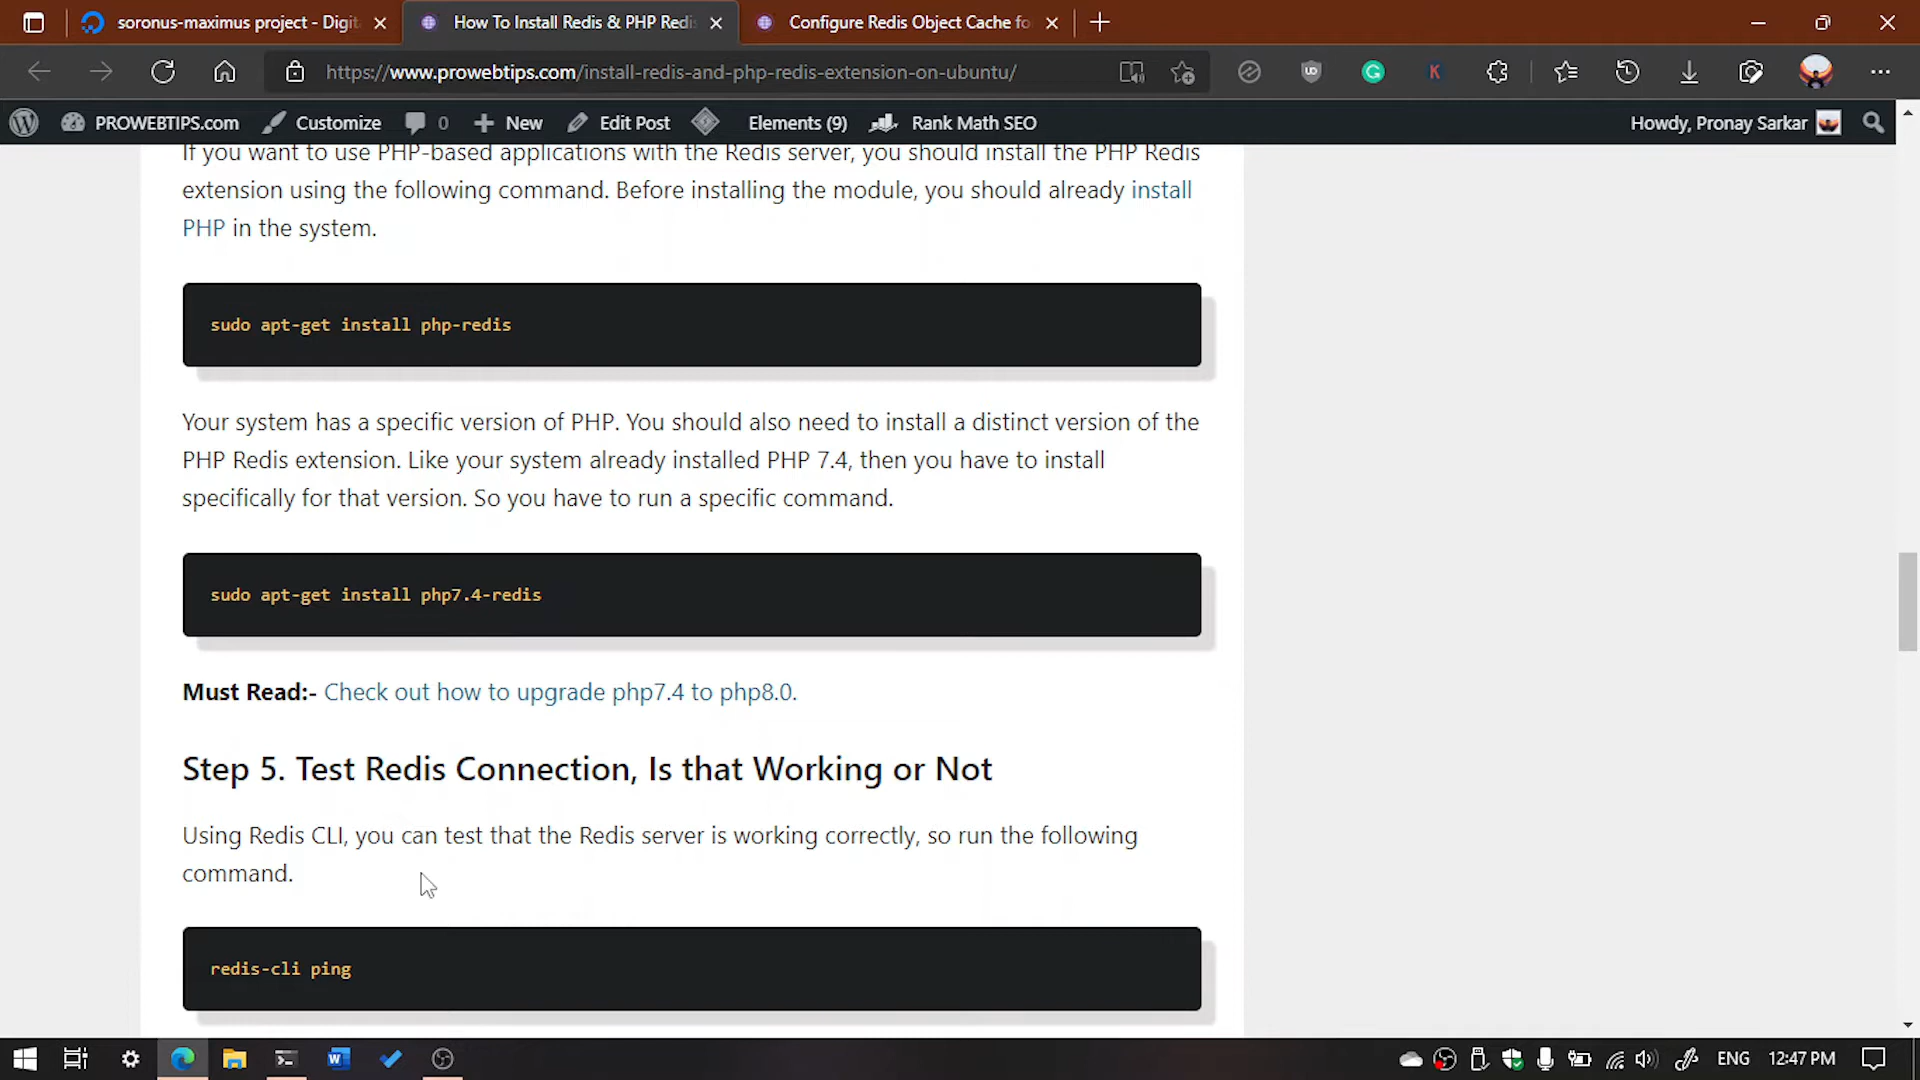 soronus-maximus project - Digit
How To Install Redis & PHP Redis
Configure Redis Object Cache fo
https://www.prowebtips.com/install-redis-and-php-redis-extension-on-ubuntu/
PROWEBTIPS.com
Customize
0
New
Edit Post
Elements (9)
Rank Math SEO
Howdy, Pronay Sarkar
If you want to use PHP-based applications with the Redis server, you should install the PHP Redis
extension using the following command. Before installing the module, you should already install
PHP in the system.
sudo apt-get install php-redis
Your system has a specific version of PHP. You should also need to install a distinct version of the
PHP Redis extension. Like your system already installed PHP 7.4, then you have to install
specifically for that version. So you have to run a specific command.
sudo apt-get install php7.4-redis
Must Read:- Check out how to upgrade php7.4 to php8.0.
Step 5. Test Redis Connection, Is that Working or Not
Using Redis CLI, you can test that the Redis server is working correctly, so run the following
command.
redis-cli ping
ENG
12:47 PM